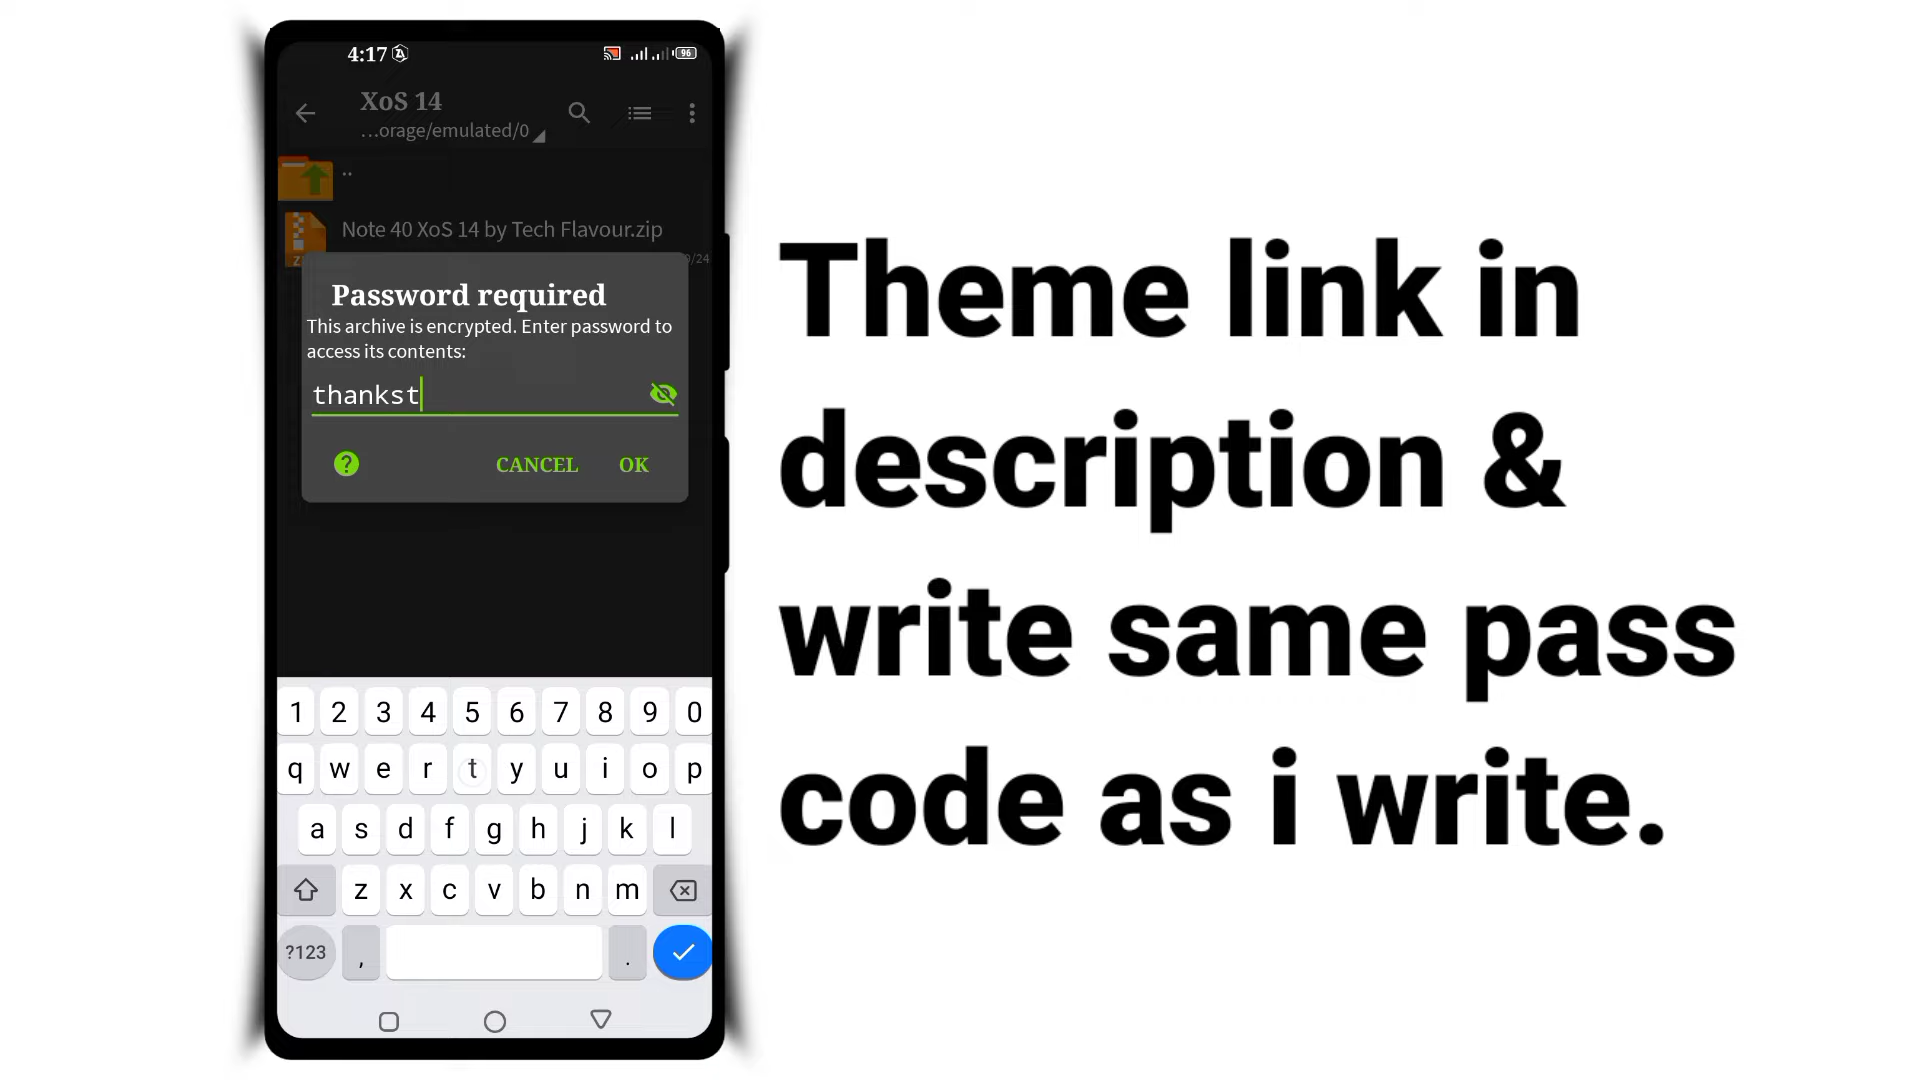 4:17
96
XoS 14
...orage/emulated/0
..
Note 40 XoS 14 by Tech Flavour.zip
/24
Password required
This archive is encrypted. Enter password to
access its contents:
thankst
? CANCEL OK
1 2 3 4 5 6 7 8 9 0
q w e r t y u i o p
a s d f g h j k l
z x c v b n m
?123 , .
Theme link in
description &
write same pass
code as i write.